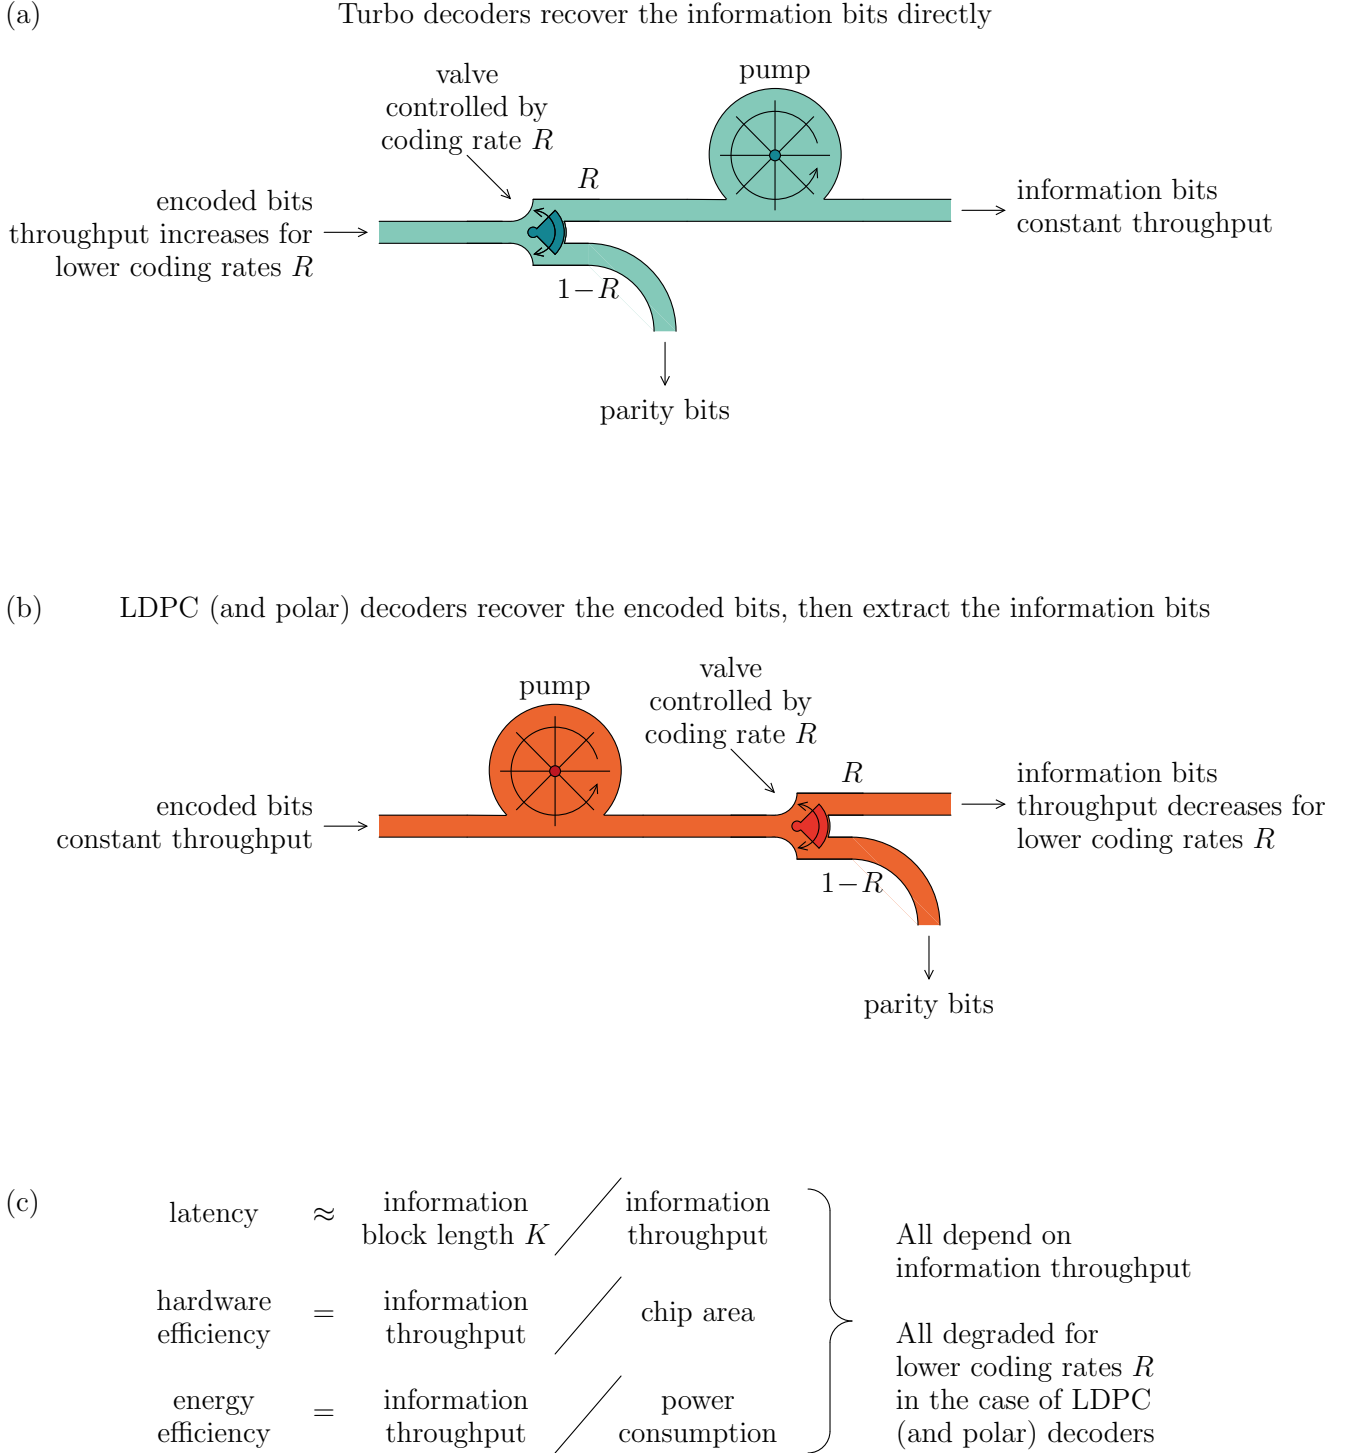 (a)
Turbo decoders recover the information bits directly
valve
controlled by
coding rate R
pump
encoded bits
throughput increases for
lower coding rates R
R
1−R
information bits
constant throughput
parity bits
(b)
LDPC (and polar) decoders recover the encoded bits, then extract the information bits
pump
valve
controlled by
coding rate R
encoded bits
constant throughput
R
1−R
information bits
throughput decreases for
lower coding rates R
parity bits
(c)
latency ≈ information block length K / information throughput
hardware efficiency = information throughput / chip area
energy efficiency = information throughput / power consumption
All depend on
information throughput
All degraded for
lower coding rates R
in the case of LDPC
(and polar) decoders